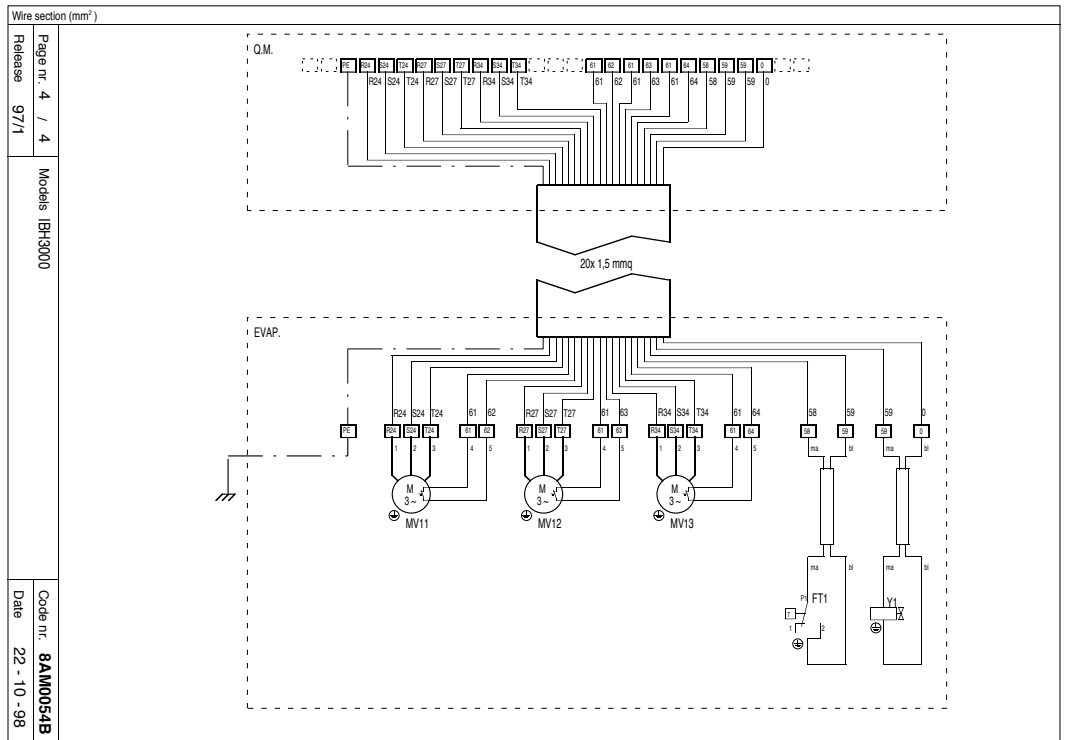 Wire section (mm²)
Page nr. 4 / 4
Release 97/1
Models IBH3000
Code nr. 8AM0054B
Date 22 - 10 - 98
Q.M.
PE R24 S24 T24 R27 S27 T27 R34 S34 T34 61 62 61 63 61 64 58 59 59 0
R24 S24 T24 R27 S27 T27 R34 S34 T34 61 62 61 63 61 64 58 59 59 0
20x 1,5 mmq
EVAP.
R24 S24 T24 61 62 R27 S27 T27 61 63 R34 S34 T34 61 64 58 59 59 0
PE R24 S24 T24 61 62 R27 S27 T27 61 63 R34 S34 T34 61 64 58 59 59 0
1 2 3 4 5 1 2 3 4 5 1 2 3 4 5 ma bl ma bl
M 3 ~ M 3 ~ M 3 ~
MV11 MV12 MV13
ma bl ma bl
P1 FT1 Y1
T
1 2